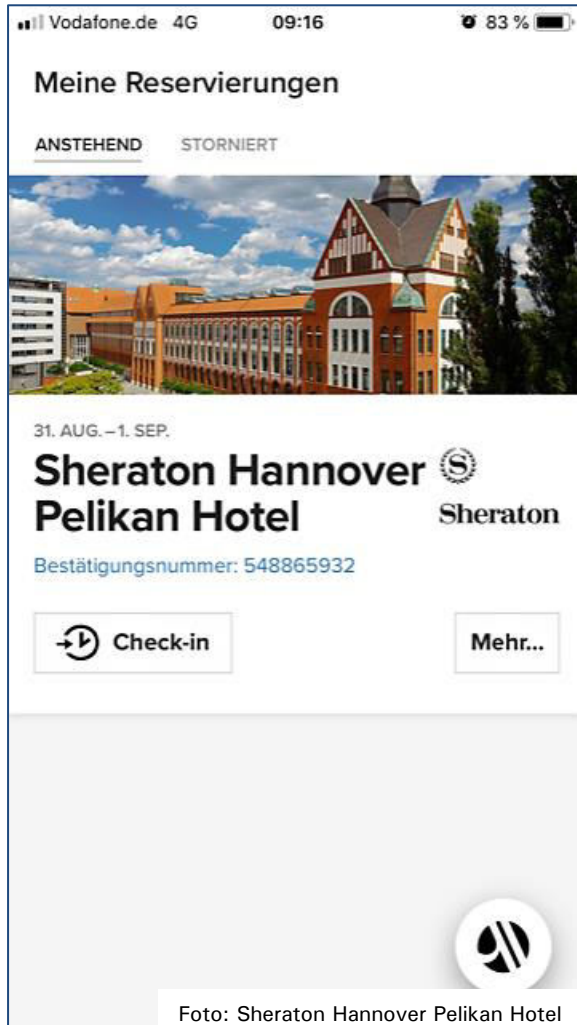 Vodafone.de 4G 09:16 83 %
Meine Reservierungen
ANSTEHEND STORNIERT
31. AUG. – 1. SEP.
Sheraton Hannover
Pelikan Hotel
S
Sheraton
Bestätigungsnummer: 548865932
Check-in Mehr...
Foto: Sheraton Hannover Pelikan Hotel